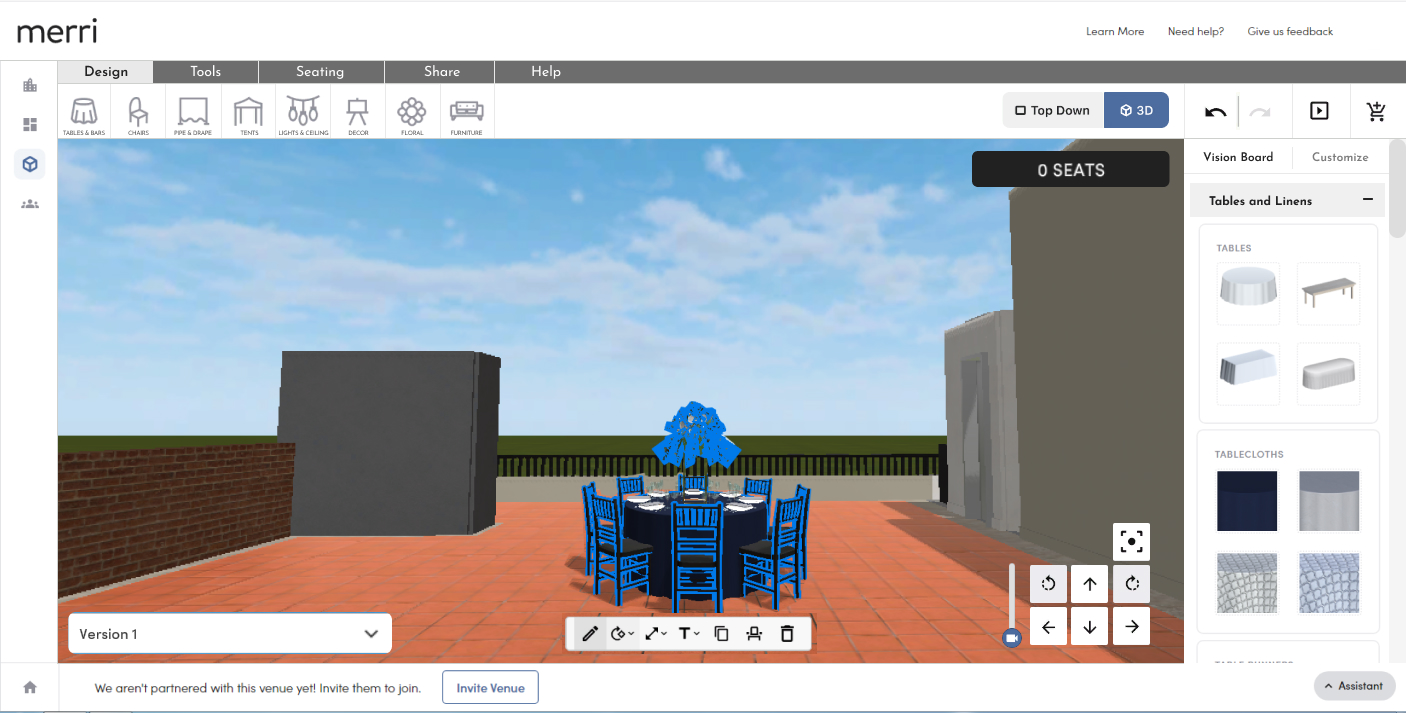 merri
Learn More Need help? Give us feedback
Design Tools Seating Share Help
TABLES & BARS CHAIRS PIPE & DRAPE TENTS LIGHTS & CEILING DECOR FLORAL FURNITURE
Top Down 3D
Vision Board Customize
0 SEATS
Tables and Linens
TABLES
TABLECLOTHS
Version 1
T
We aren't partnered with this venue yet! Invite them to join. Invite Venue
Assistant